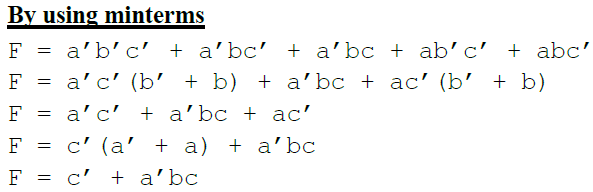 By using minterms
F = a′b′c′ + a′bc′ + a′bc + ab′c′ + abc′
F = a′c′(b′ + b) + a′bc + ac′(b′ + b)
F = a′c′ + a′bc + ac′
F = c′(a′ + a) + a′bc
F = c′ + a′bc